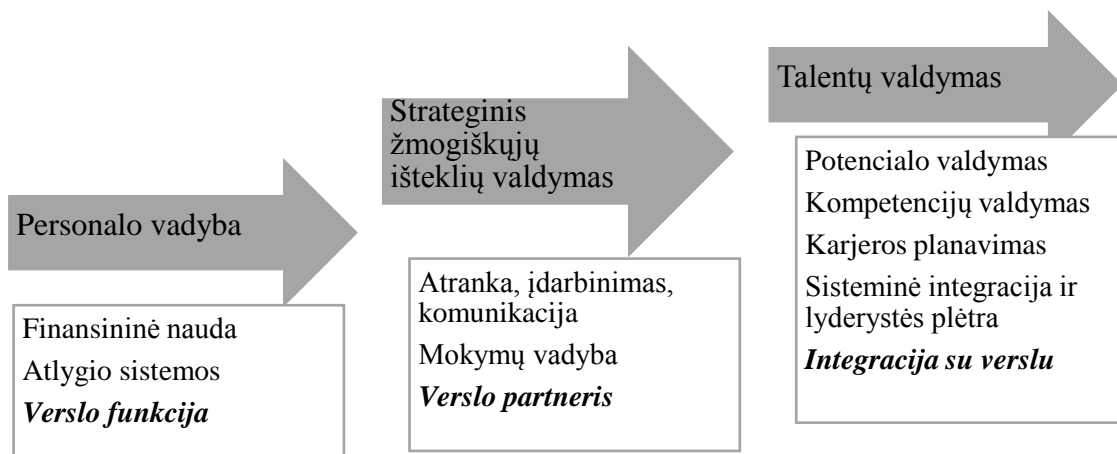 Personalo vadyba
Finansininė nauda
Atlygio sistemos
Verslo funkcija
Strateginis
žmogiškųjų
išteklių valdymas
Atranka, įdarbinimas,
komunikacija
Mokymų vadyba
Verslo partneris
Talentų valdymas
Potencialo valdymas
Kompetencijų valdymas
Karjeros planavimas
Sisteminė integracija ir
lyderystės plėtra
Integracija su verslu